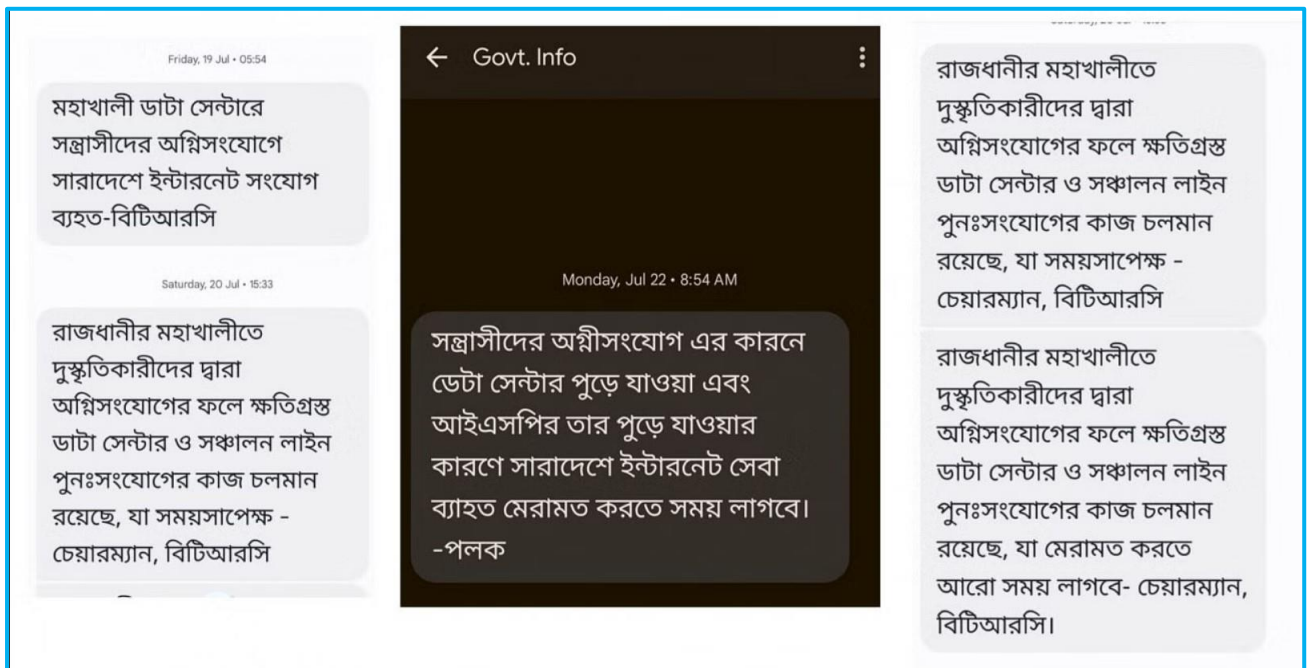 Friday, 19 Jul • 05:54
মহাখালী ডাটা সেন্টারে
সন্ত্রাসীদের অগ্নিসংযোগে
সারাদেশে ইন্টারনেট সংযোগ
ব্যহত-বিটিআরসি
Saturday, 20 Jul • 15:33
রাজধানীর মহাখালীতে
দুস্কৃতিকারীদের দ্বারা
অগ্নিসংযোগের ফলে ক্ষতিগ্রস্ত
ডাটা সেন্টার ও সঞ্চালন লাইন
পুনঃসংযোগের কাজ চলমান
রয়েছে, যা সময়সাপেক্ষ -
চেয়ারম্যান, বিটিআরসি
Govt. Info
Monday, Jul 22 • 8:54 AM
সন্ত্রাসীদের অগ্নীসংযোগ এর কারনে
ডেটা সেন্টার পুড়ে যাওয়া এবং
আইএসপির তার পুড়ে যাওয়ার
কারণে সারাদেশে ইন্টারনেট সেবা
ব্যাহত মেরামত করতে সময় লাগবে।
-পলক
রাজধানীর মহাখালীতে
দুস্কৃতিকারীদের দ্বারা
অগ্নিসংযোগের ফলে ক্ষতিগ্রস্ত
ডাটা সেন্টার ও সঞ্চালন লাইন
পুনঃসংযোগের কাজ চলমান
রয়েছে, যা সময়সাপেক্ষ -
চেয়ারম্যান, বিটিআরসি
রাজধানীর মহাখালীতে
দুস্কৃতিকারীদের দ্বারা
অগ্নিসংযোগের ফলে ক্ষতিগ্রস্ত
ডাটা সেন্টার ও সঞ্চালন লাইন
পুনঃসংযোগের কাজ চলমান
রয়েছে, যা মেরামত করতে
আরো সময় লাগবে- চেয়ারম্যান,
বিটিআরসি।